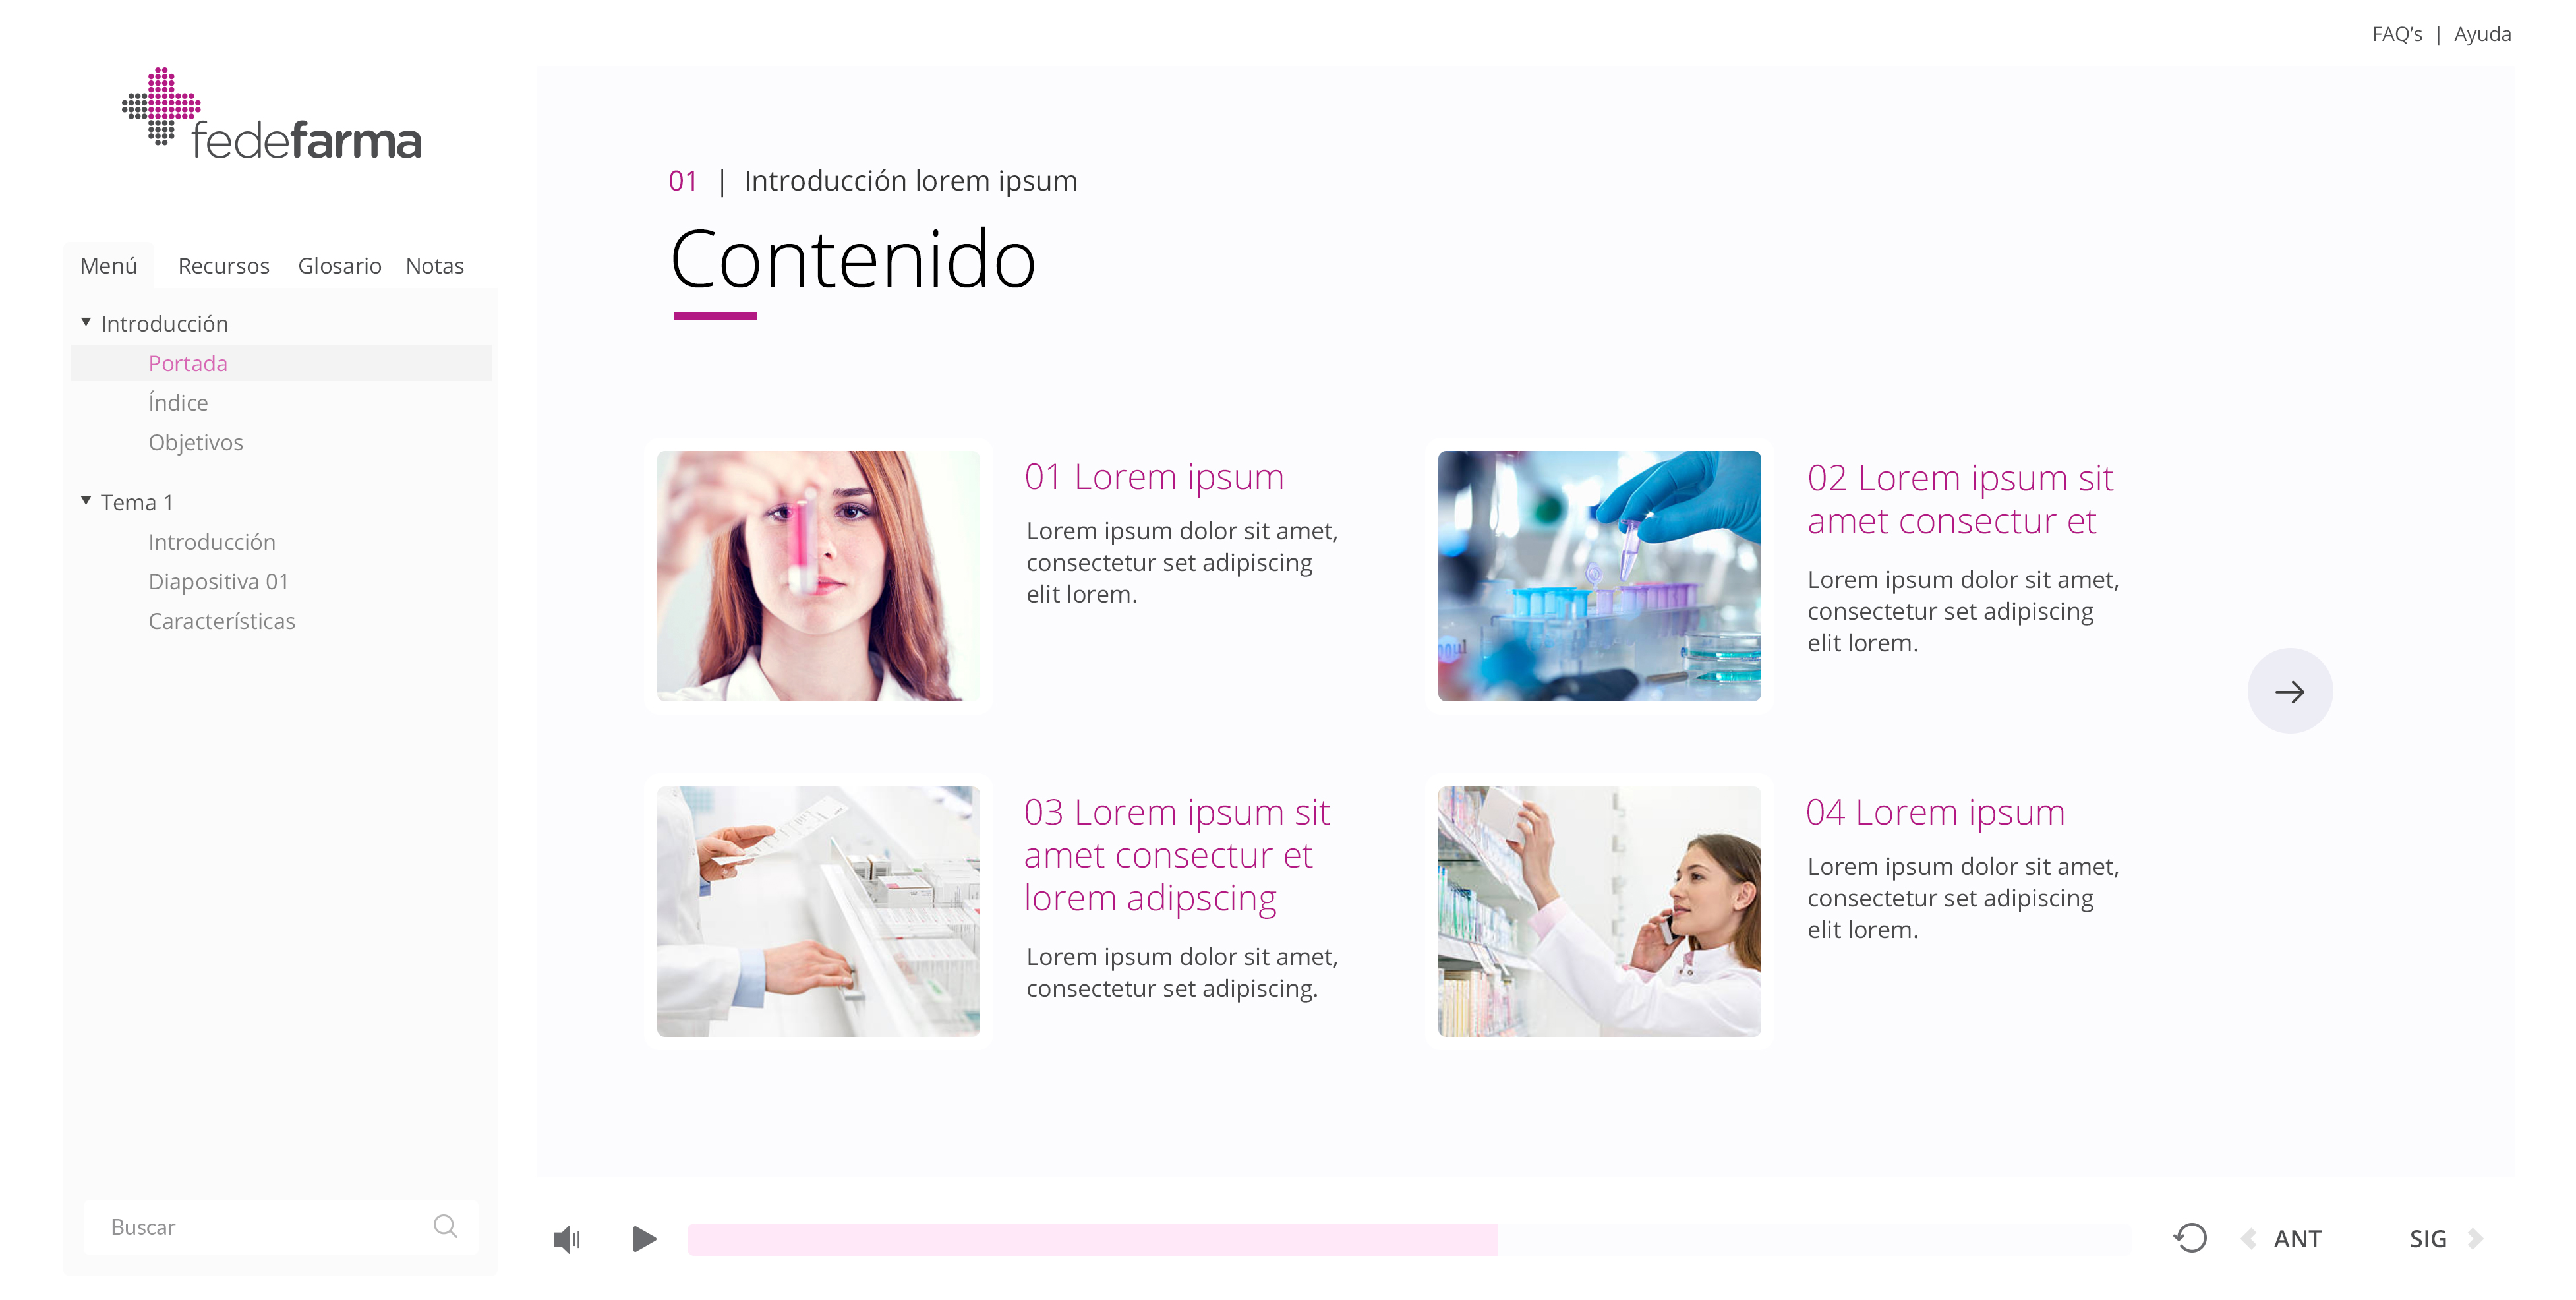 FAQ’s | Ayuda
fedefarma
Menú Recursos Glosario Notas
Introducción
Portada
Índice
Objetivos
Tema 1
Introducción
Diapositiva 01
Características
Buscar
01 | Introducción lorem ipsum
Contenido
01 Lorem ipsum
Lorem ipsum dolor sit amet,
consectetur set adipiscing
elit lorem.
02 Lorem ipsum sit
amet consectur et
Lorem ipsum dolor sit amet,
consectetur set adipiscing
elit lorem.
03 Lorem ipsum sit
amet consectur et
lorem adipscing
Lorem ipsum dolor sit amet,
consectetur set adipiscing.
04 Lorem ipsum
Lorem ipsum dolor sit amet,
consectetur set adipiscing
elit lorem.
ANT SIG